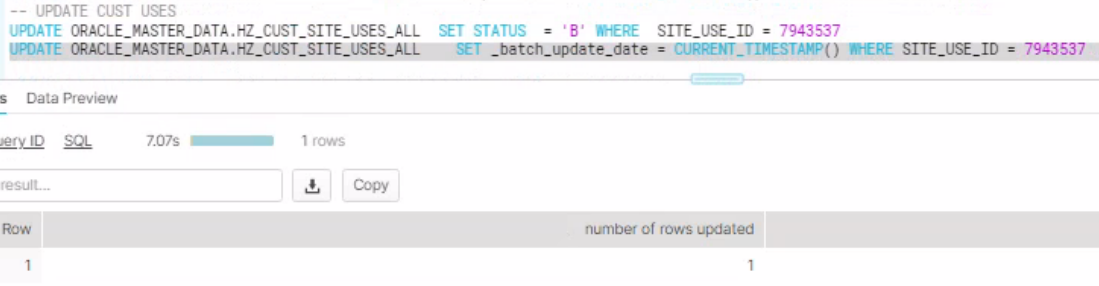 -- UPDATE CUST USES
UPDATE ORACLE_MASTER_DATA.HZ_CUST_SITE_USES_ALL SET STATUS = 'B' WHERE SITE_USE_ID = 7943537
UPDATE ORACLE_MASTER_DATA.HZ_CUST_SITE_USES_ALL SET _batch_update_date = CURRENT_TIMESTAMP() WHERE SITE_USE_ID = 7943537
s Data Preview
uery ID SQL 7.07s 1 rows
result... Copy
Row number of rows updated
1 1